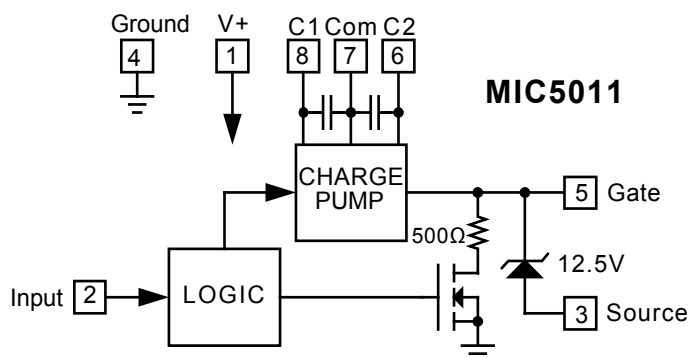 Ground V+ C1 Com C2
4 1 8 7 6
MIC5011
CHARGE
PUMP
5 Gate
500Ω
12.5V
Input 2 LOGIC
3 Source